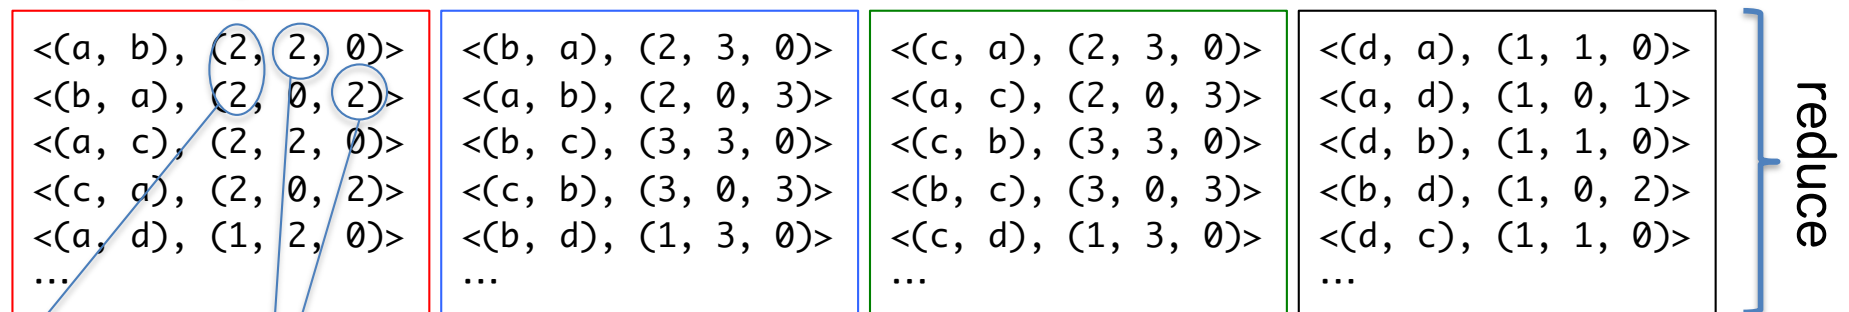 <(a, b), (2, 2, 0)>
<(b, a), (2, 0, 2)>
<(a, c), (2, 2, 0)>
<(c, a), (2, 0, 2)>
<(a, d), (1, 2, 0)>
...
<(b, a), (2, 3, 0)>
<(a, b), (2, 0, 3)>
<(b, c), (3, 3, 0)>
<(c, b), (3, 0, 3)>
<(b, d), (1, 3, 0)>
...
<(c, a), (2, 3, 0)>
<(a, c), (2, 0, 3)>
<(c, b), (3, 3, 0)>
<(b, c), (3, 0, 3)>
<(c, d), (1, 3, 0)>
...
<(d, a), (1, 1, 0)>
<(a, d), (1, 0, 1)>
<(d, b), (1, 1, 0)>
<(b, d), (1, 0, 2)>
<(d, c), (1, 1, 0)>
...
reduce